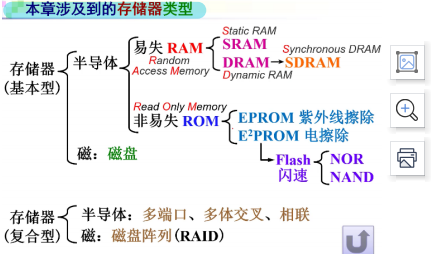 本章涉及到的存储器类型
Static RAM
易失 RAM
SRAM
Random
Access Memory
DRAM
Synchronous DRAM
SDRAM
Dynamic RAM
存储器
(基本型)
半导体
Read Only Memory
非易失 ROM
EPROM 紫外线擦除
E²PROM 电擦除
磁：磁盘
Flash
闪速
NOR
NAND
存储器
(复合型)
半导体：多端口、多体交叉、相联
磁：磁盘阵列(RAID)